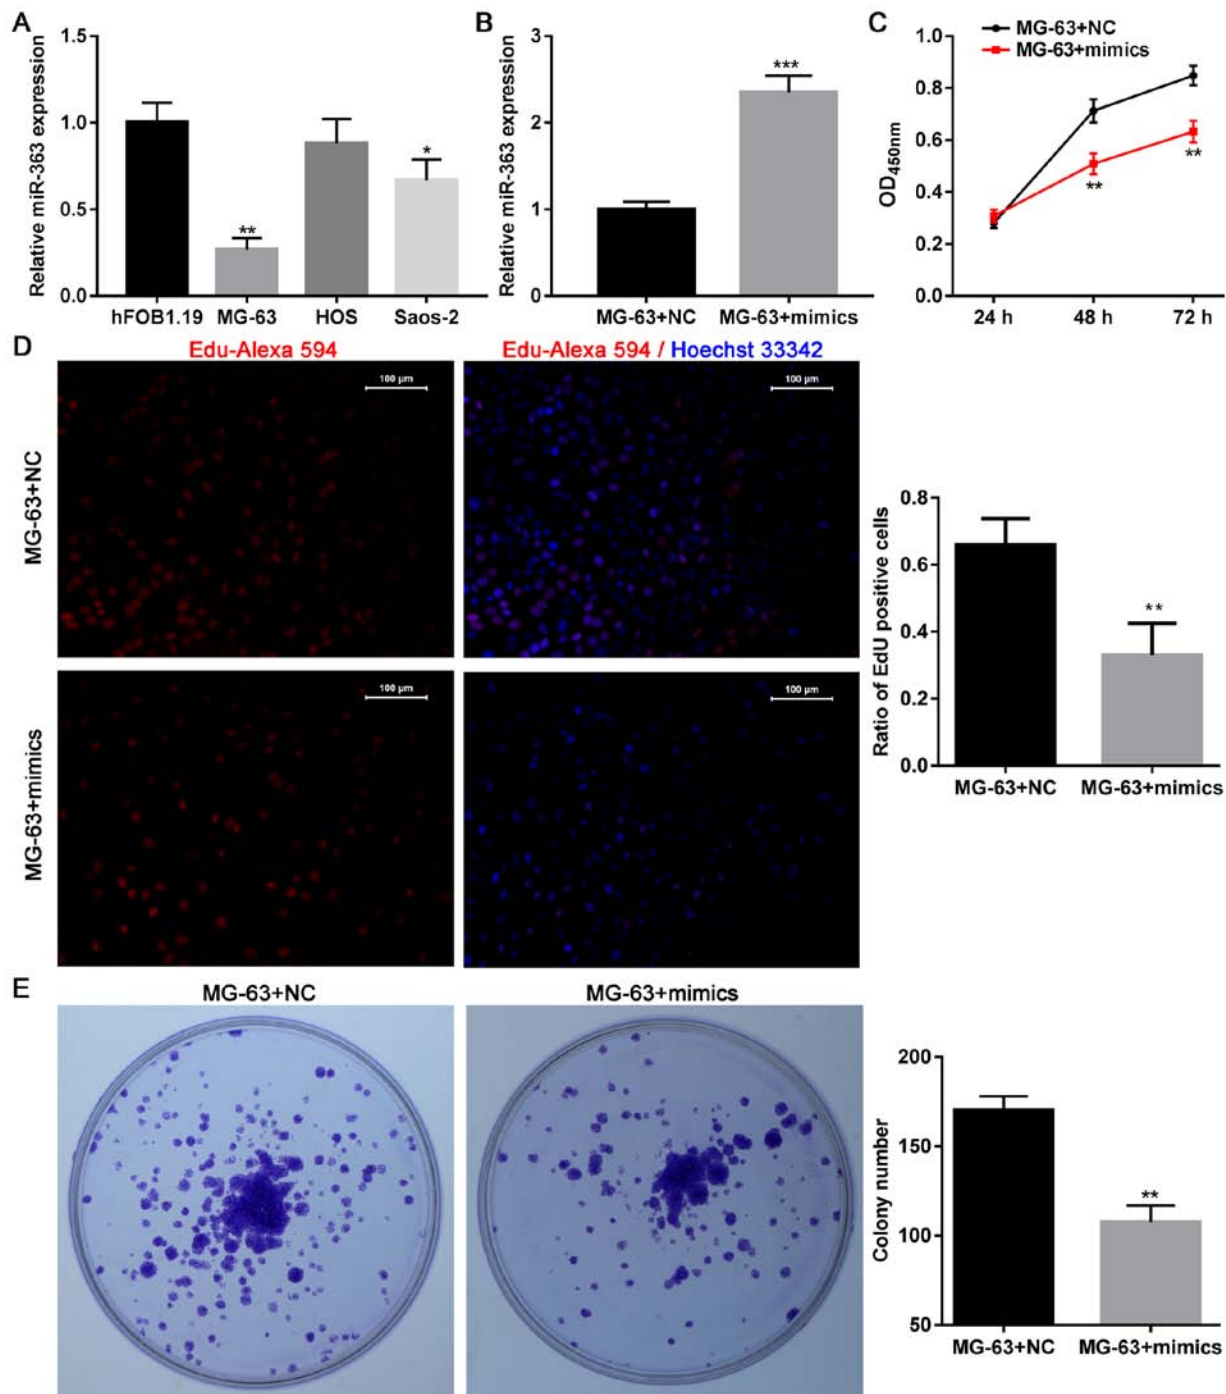 A
Relative miR-363 expression
1.5
1.0
0.5
0.0
**
*
hFOB1.19 MG-63 HOS Saos-2
B
Relative miR-363 expression
3
2
1
0
***
MG-63+NC MG-63+mimics
C
MG-63+NC
MG-63+mimics
OD450nm
1.0
0.8
0.6
0.4
0.2
0.0
**
**
24 h 48 h 72 h
D
Edu-Alexa 594
Edu-Alexa 594 / Hoechst 33342
MG-63+NC
100 μm
100 μm
MG-63+mimics
100 μm
100 μm
Ratio of EdU positive cells
0.8
0.6
0.4
0.2
0.0
**
MG-63+NC MG-63+mimics
E
MG-63+NC
MG-63+mimics
Colony number
200
150
100
50
**
MG-63+NC MG-63+mimics